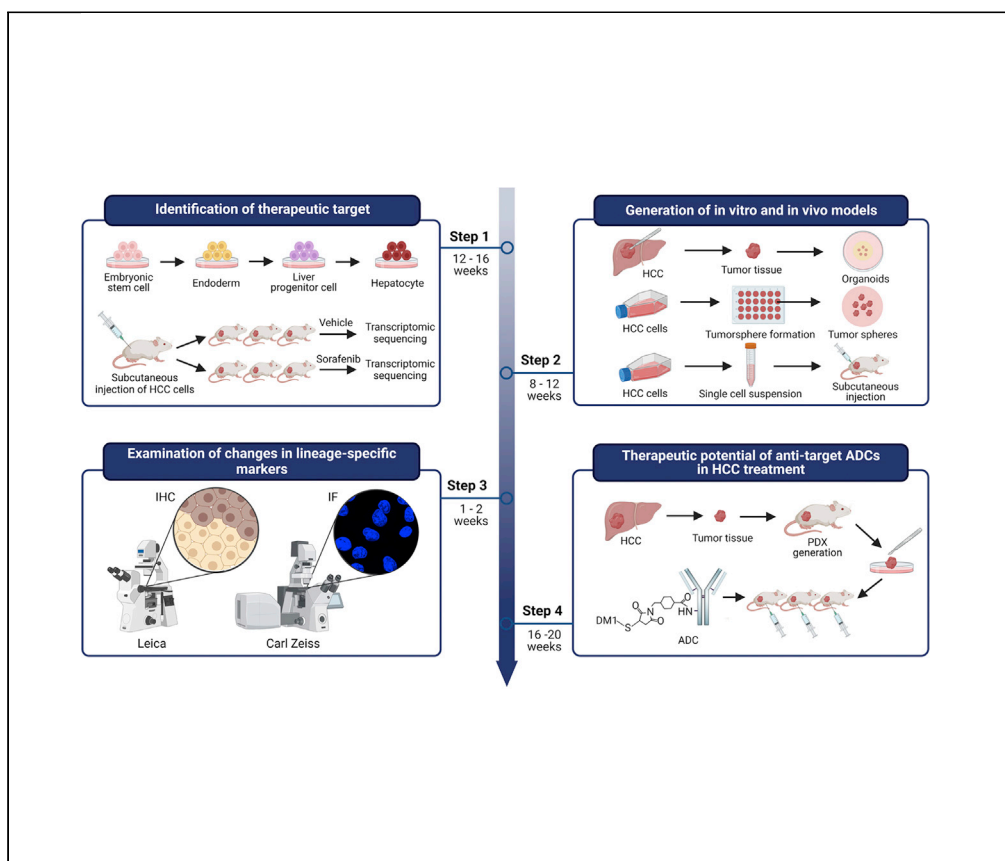 Identification of therapeutic target
Embryonic
stem cell
Endoderm
Liver
progenitor cell
Hepatocyte
Subcutaneous
injection of HCC cells
Vehicle
Transcriptomic
sequencing
Sorafenib
Transcriptomic
sequencing
Step 1
12 - 16
weeks
Generation of in vitro and in vivo models
HCC
Tumor tissue
Organoids
HCC cells
Tumorsphere formation
Tumor spheres
HCC cells
Single cell suspension
Subcutaneous
injection
Step 2
8 - 12
weeks
Examination of changes in lineage-specific
markers
IHC
IF
Leica
Carl Zeiss
Step 3
1 - 2
weeks
Therapeutic potential of anti-target ADCs
in HCC treatment
HCC
Tumor tissue
PDX
generation
DM1
S
O
N
O
O
HN
ADC
Step 4
16 -20
weeks